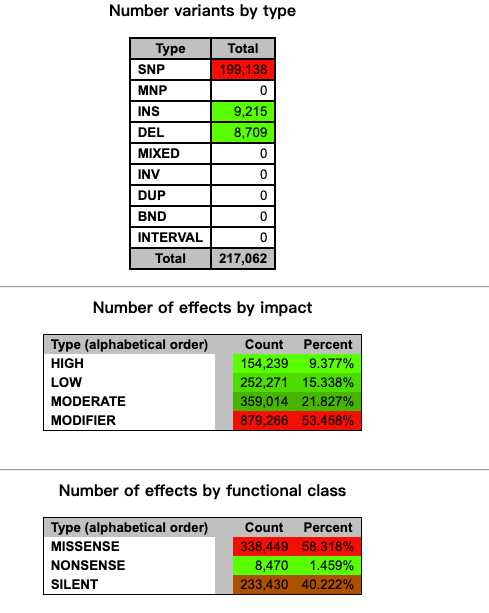 Number variants by type
Type Total
SNP 199,138
MNP 0
INS 9,215
DEL 8,709
MIXED 0
INV 0
DUP 0
BND 0
INTERVAL 0
Total 217,062
Number of effects by impact
Type (alphabetical order) Count Percent
HIGH 154,239 9.377%
LOW 252,271 15.338%
MODERATE 359,014 21.827%
MODIFIER 879,266 53.458%
Number of effects by functional class
Type (alphabetical order) Count Percent
MISSENSE 338,449 58.318%
NONSENSE 8,470 1.459%
SILENT 233,430 40.222%